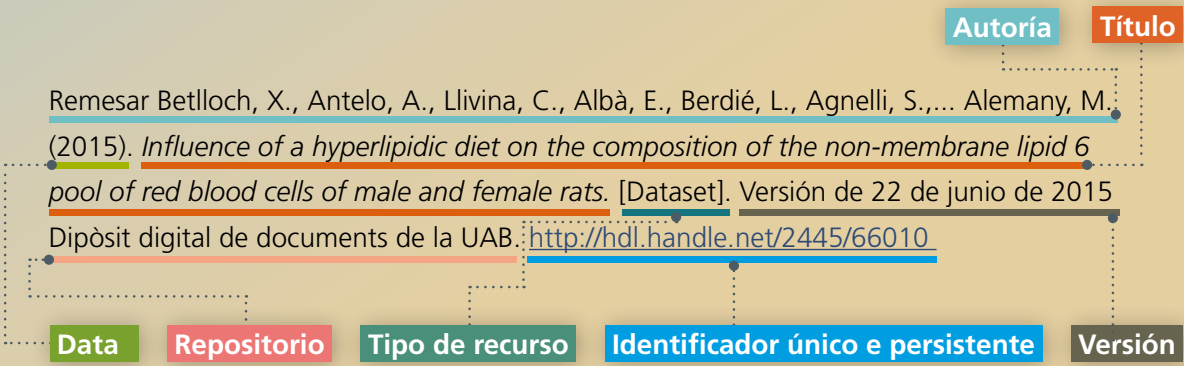 Autoría Título
Remesar Betlloch, X., Antelo, A., Llivina, C., Albà, E., Berdié, L., Agnelli, S.,... Alemany, M.
(2015). Influence of a hyperlipidic diet on the composition of the non-membrane lipid 6
pool of red blood cells of male and female rats. [Dataset]. Versión de 22 de junio de 2015
Dipòsit digital de documents de la UAB. http://hdl.handle.net/2445/66010
Data Repositorio Tipo de recurso Identificador único e persistente Versión